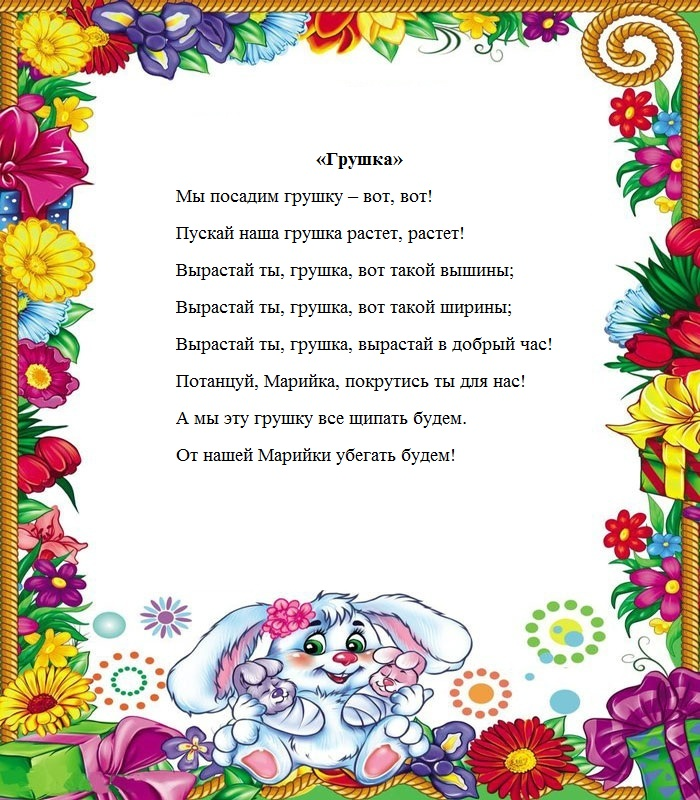 «Грушка»
Мы посадим грушку – вот, вот!
Пускай наша грушка растет, растет!
Вырастай ты, грушка, вот такой вышины;
Вырастай ты, грушка, вот такой ширины;
Вырастай ты, грушка, вырастай в добрый час!
Потанцуй, Марийка, покрутись ты для нас!
А мы эту грушку все щипать будем.
От нашей Марийки убегать будем!